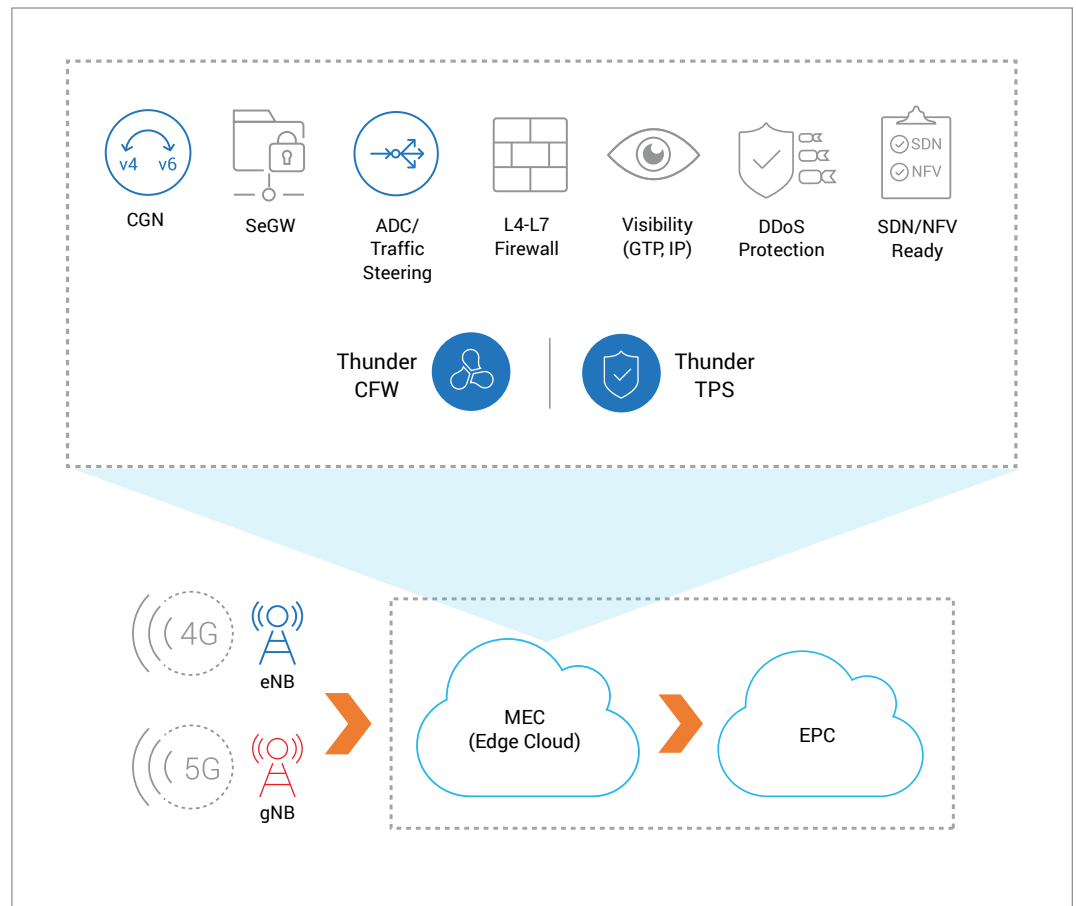 v4 v6
SDN
NFV
CGN
SeGW
ADC/
Traffic
Steering
L4-L7
Firewall
Visibility
(GTP, IP)
DDoS
Protection
SDN/NFV
Ready
Thunder
CFW
Thunder
TPS
4G
eNB
5G
gNB
MEC
(Edge Cloud)
EPC